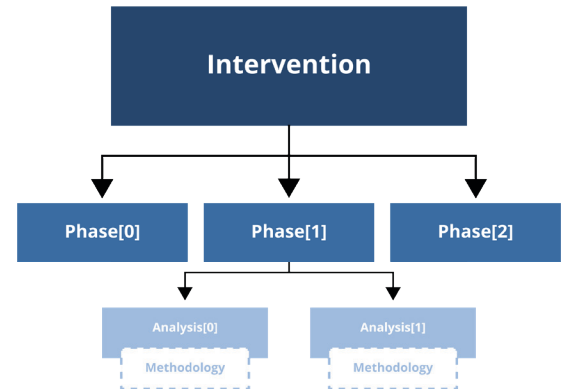 Intervention
Phase[0]
Phase[1]
Phase[2]
Analysis[0]
Analysis[1]
Methodology
Methodology